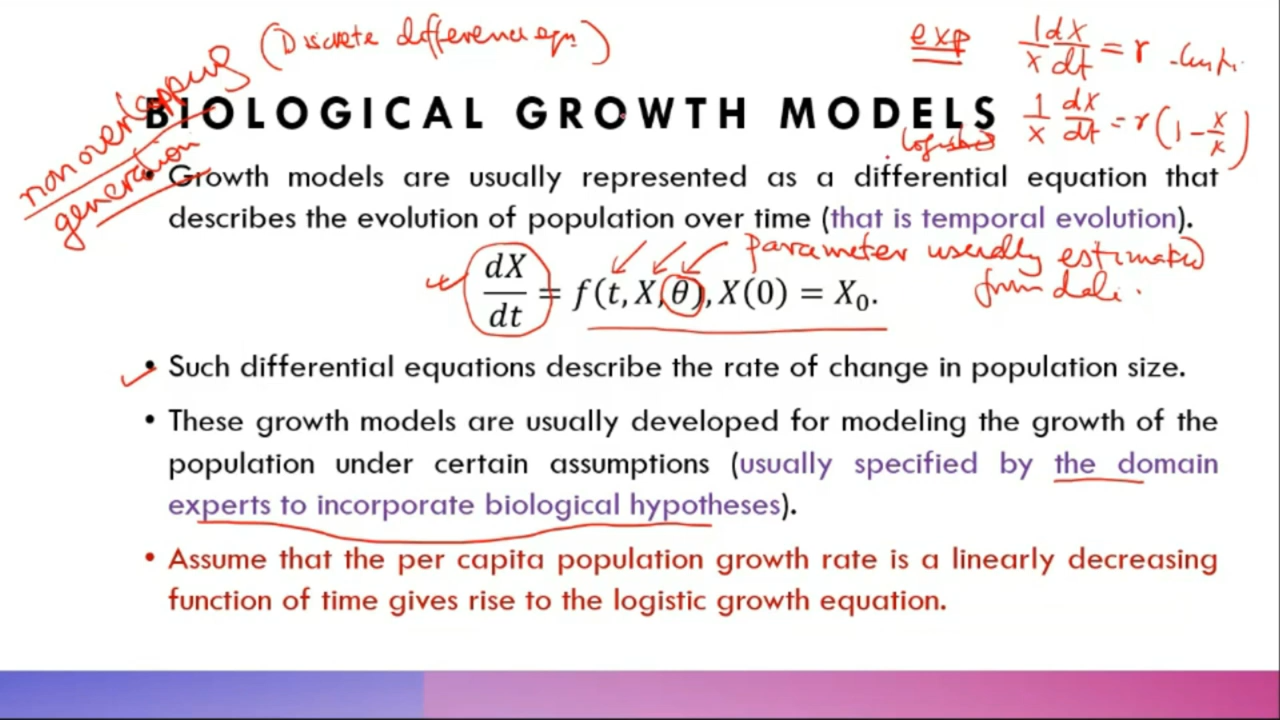 (Discrete difference eqn.)
exp
1/X dX/dt = r
non overlapping
generation
BIOLOGICAL GROWTH MODELS
logistic
1/X dX/dt = r(1 - X/K)
• Growth models are usually represented as a differential equation that
describes the evolution of population over time (that is temporal evolution).
parameter usually estimated
from data.
dX/dt = f(t, X, θ), X(0) = X₀.
• Such differential equations describe the rate of change in population size.
• These growth models are usually developed for modeling the growth of the
population under certain assumptions (usually specified by the domain
experts to incorporate biological hypotheses).
• Assume that the per capita population growth rate is a linearly decreasing
function of time gives rise to the logistic growth equation.